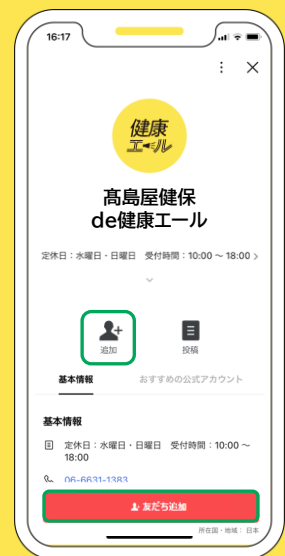 16:17
健康
エール
髙島屋健保
de健康エール
定休日：水曜日・日曜日 受付時間：10:00 ～ 18:00
追加
投稿
基本情報
おすすめの公式アカウント
基本情報
定休日：水曜日・日曜日 受付時間：10:00 ～
18:00
06-6631-1383
友だち追加
所在国・地域： 日本